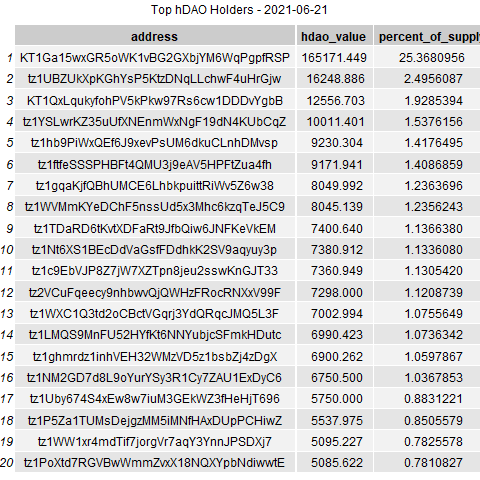 Top hDAO Holders - 2021-06-21
address hdao_value percent_of_supply
1 KT1Ga15wxGR5oWK1vBG2GXbjYM6WqPgpfRSP 165171.449 25.3680956
2 tz1UBZUkXpKGhYsP5KtzDNqLLchwF4uHrGjw 16248.886 2.4956087
3 KT1QxLqukyfohPV5kPkw97Rs6cw1DDDvYgbB 12556.703 1.9285394
4 tz1YSLwrKZ35uUfXNEnmWxNgF19dN4KUbCqZ 10011.401 1.5376156
5 tz1hb9PiWxQEf6J9xevPsUM6dkuCLnhDMvsp 9230.304 1.4176495
6 tz1ftfeSSSPHBFt4QMU3j9eAV5HPFtZua4fh 9171.941 1.4086859
7 tz1gqaKjfQBhUMCE6LhbkpuittRiWv5Z6w38 8049.992 1.2363696
8 tz1WVMmKYeDChF5nssUd5x3Mhc6kzqTeJ5C9 8045.139 1.2356243
9 tz1TDaRD6tKvtXDFaRt9JfbQiw6JNFKeVkEM 7400.640 1.1366380
10 tz1Nt6XS1BEcDdVaGsfFDdhkK2SV9aqyuy3p 7380.912 1.1336080
11 tz1c9EbVJP8Z7jW7XZTpn8jeu2sswKnGJT33 7360.949 1.1305420
12 tz2VCuFqeecy9nhbwvQjQWHzFRocRNXxV99F 7298.000 1.1208739
13 tz1WXC1Q3td2oCBctVGqrj3YdQRqcJMQ5L3F 7002.994 1.0755649
14 tz1LMQS9MnFU52HYfKt6NNYubjcSFmkHDutc 6990.423 1.0736342
15 tz1ghmrdz1inhVEH32WMzVD5z1bsbZj4zDgX 6900.262 1.0597867
16 tz1NM2GD7d8L9oYurYSy3R1Cy7ZAU1ExDyC6 6750.500 1.0367853
17 tz1Uby674S4xEw8w7iuM3GEkWZ3fHeHjT696 5750.000 0.8831221
18 tz1P5Za1TUMsDejgzMM5iMNfHAxDUpPCHiwZ 5537.975 0.8505579
19 tz1WW1xr4mdTif7jorgVr7aqY3YnnJPSDXj7 5095.227 0.7825578
20 tz1PoXtd7RGVBwWmmZvxX18NQXYpbNdiwwtE 5085.622 0.7810827